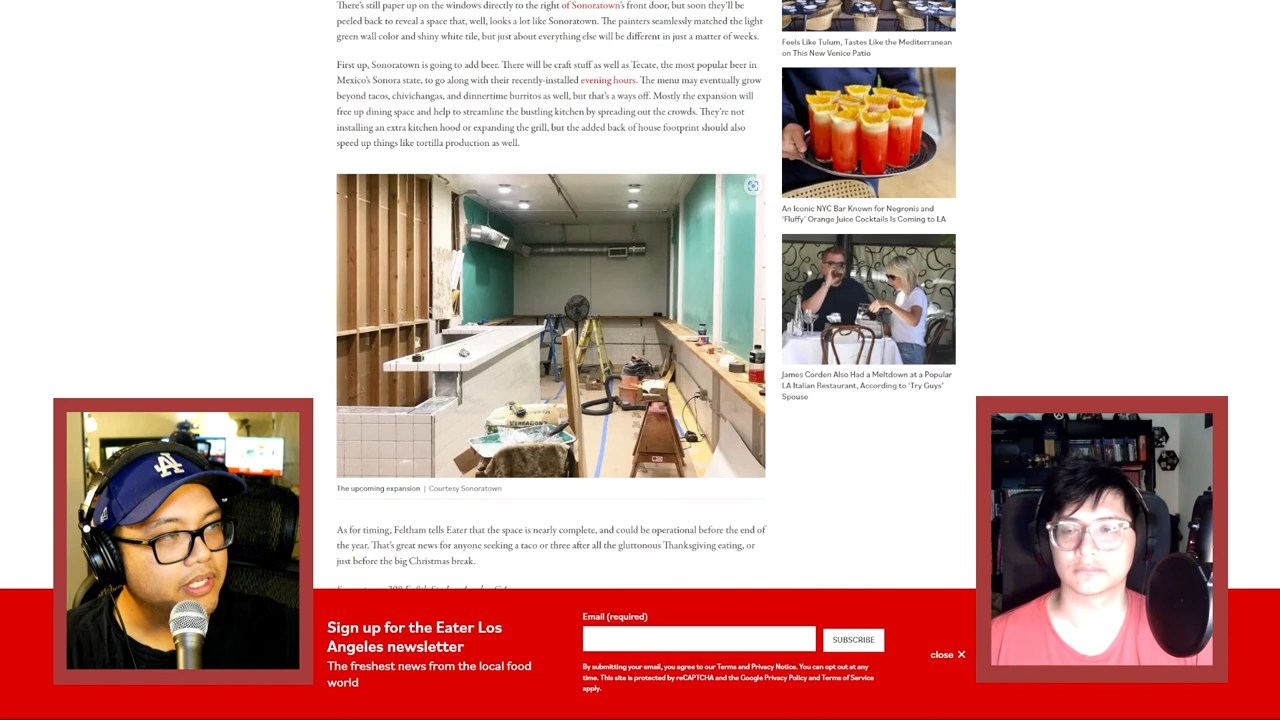 There's still paper up on the windows directly to the right of Sonoratown's front door, but soon they'll be
peeled back to reveal a space that, well, looks a lot like Sonoratown. The painters seamlessly matched the light
green wall color and shiny white tile, but just about everything else will be different in just a matter of weeks.
First up, Sonoratown is going to add beer. There will be craft stuff as well as Tecate, the most popular beer in
Mexico's Sonora state, to go along with their recently-installed evening hours. The menu may eventually grow
beyond tacos, chivichangas, and dinnertime burritos as well, but that's a ways off. Mostly the expansion will
free up dining space and help to streamline the bustling kitchen by spreading out the crowds. They're not
installing an extra kitchen hood or expanding the grill, but the added back of house footprint should also
speed up things like tortilla production as well.
The upcoming expansion | Courtesy Sonoratown
As for timing, Feltham tells Eater that the space is nearly complete, and could be operational before the end of
the year. That's great news for anyone seeking a taco or three after all the gluttonous Thanksgiving eating, or
just before the big Christmas break.
Feels Like Tulum, Tastes Like the Mediterranean
on This New Venice Patio
An Iconic NYC Bar Known for Negronis and
'Fluffy' Orange Juice Cocktails Is Coming to LA
James Corden Also Had a Meltdown at a Popular
LA Italian Restaurant, According to 'Try Guys'
Spouse
LA
Sign up for the Eater Los
Angeles newsletter
The freshest news from the local food
world
Email (required)
SUBSCRIBE
By submitting your email, you agree to our Terms and Privacy Notice. You can opt out at any
time. This site is protected by reCAPTCHA and the Google Privacy Policy and Terms of Service
apply.
close ✕